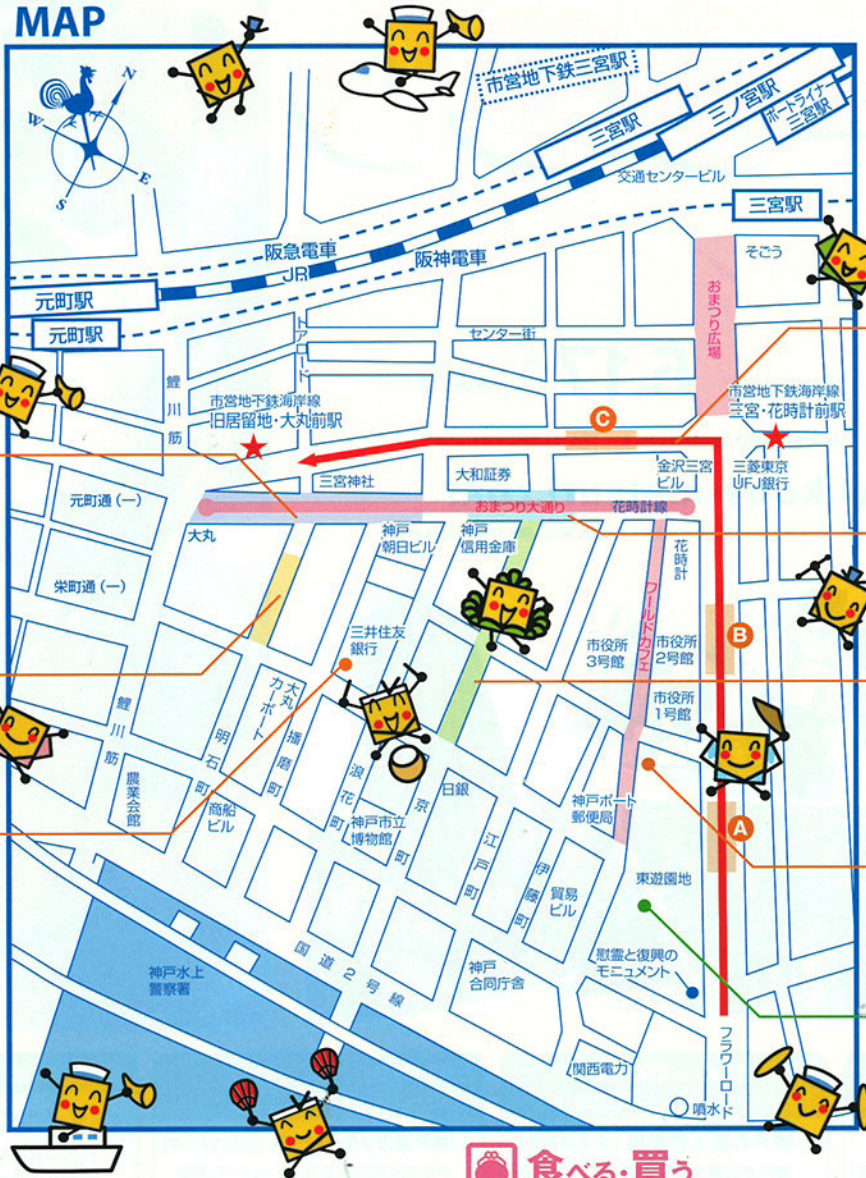 MAP
N
W
E
S
市営地下鉄三宮駅
三宮駅
三ノ宮駅
ポートライナー
三宮駅
交通センタービル
三宮駅
阪急電車
JR
阪神電車
そごう
元町駅
元町駅
おまつり広場
トアロード
センター街
鯉川筋
市営地下鉄海岸線
旧居留地・大丸前駅
市営地下鉄海岸線
三宮・花時計前駅
C
三宮神社
大和証券
金沢三宮
ビル
三菱東京
UFJ銀行
元町通(一)
おまつり大通り
花時計線
大丸
神戸
朝日ビル
神戸
信用金庫
花時計
栄町通(一)
ワールドカフェ
三井住友
銀行
市役所
3号館
市役所
2号館
B
大丸
カーポート
市役所
1号館
鯉川筋
明石町
播磨町
浪花町
京町
日銀
農業会館
商船
ビル
神戸市立
博物館
神戸ポート
郵便局
A
江戸町
伊藤町
貿易
ビル
東遊園地
国道2号線
神戸水上
警察署
神戸
合同庁舎
慰霊と復興の
モニュメント
関西電力
フラワーロード
噴水
食べる・買う